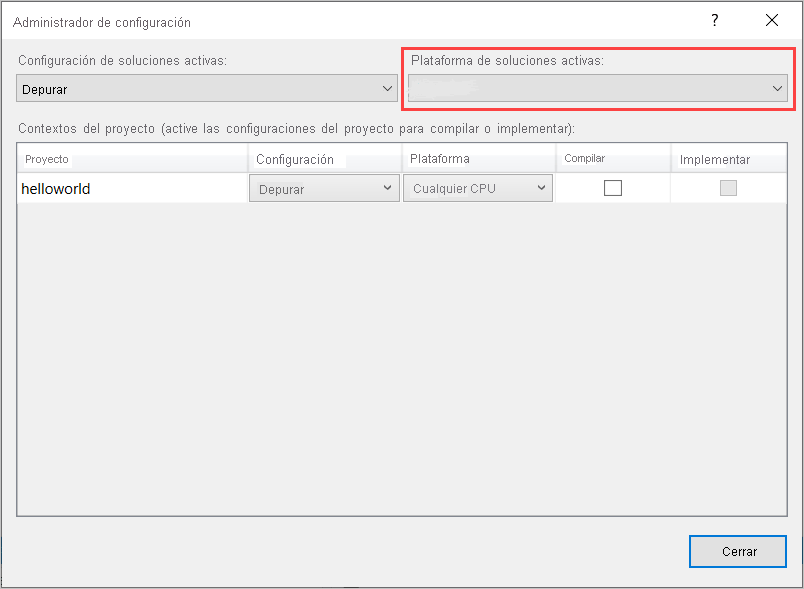 Administrador de configuración ?
Configuración de soluciones activas: Plataforma de soluciones activas:
Depurar
Contextos del proyecto (active las configuraciones del proyecto para compilar o implementar):
Proyecto Configuración Plataforma Compilar Implementar
helloworld Depurar Cualquier CPU
Cerrar